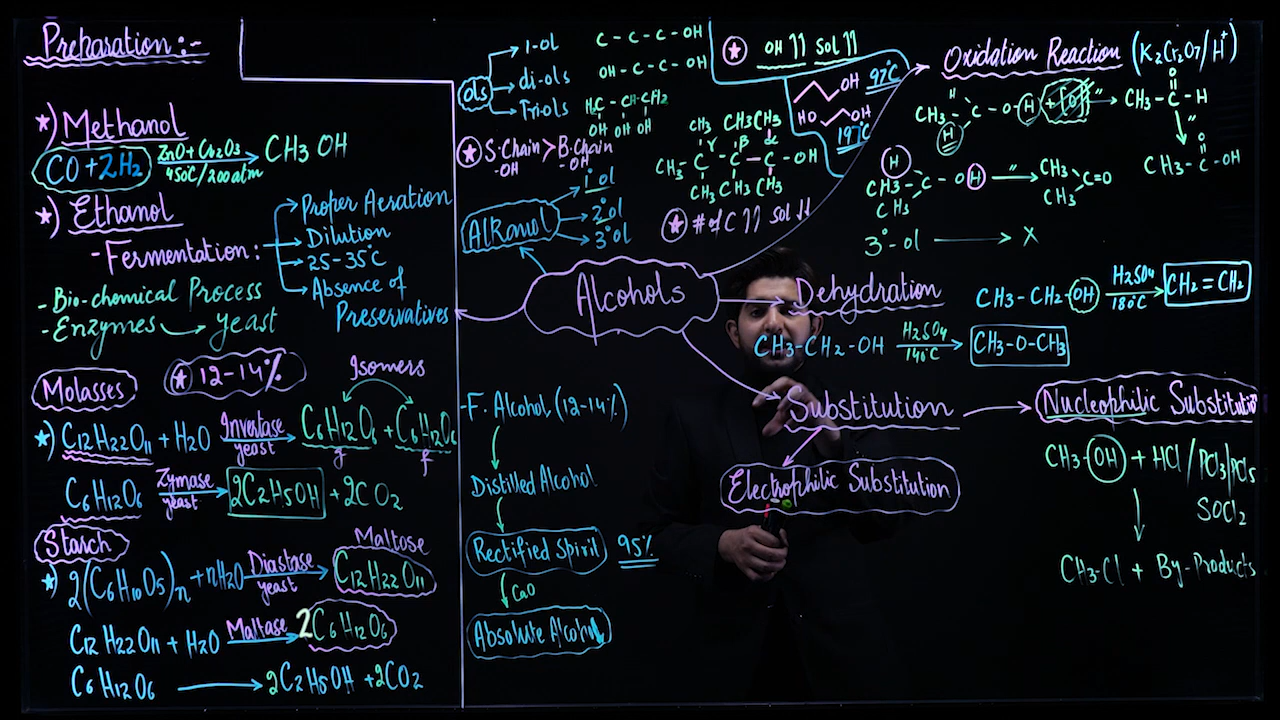 Preparation :-
*) Methanol
CO + 2H2 ZnO + Cr2O3 450°C / 200 atm CH3OH
*) Ethanol
- Fermentation :
Proper Aeration
Dilution
25-35°C
Absence of
Preservatives
- Bio-chemical Process
- Enzymes → yeast
* 12-14%
Molasses
Isomers
*) C12H22O11 + H2O Invertase yeast → C6H12O6 + C6H12O6
g f
C6H12O6 Zymase yeast → 2C2H5OH + 2CO2
Starch
Maltose
*) 2(C6H10O5)n + nH2O Diastase yeast → C12H22O11
C12H22O11 + H2O Maltase → 2C6H12O6
C6H12O6 → 2C2H5OH + 2CO2
ols
1-ol
di-ols
Tri-ols
C-C-C-OH
OH-C-C-C-OH
H2C-CH-CH2
OH OH OH
* S.Chain > B.Chain
-OH -OH
Alkanol
1° ol
2° ol
3° ol
CH3 CH3 CH3
γ β α
CH3-C-C-C-OH
CH3 CH3 CH3
* # of C ↑↑ Sol ↓↓
* OH ↑↑ Sol ↑↑
OH 97°C
HO OH
197°C
Alcohols
- F. Alcohol (12-14%)
Distilled Alcohol
Rectified Spirit 95%
CaO
Absolute Alcohol
Oxidation Reaction (K2Cr2O7/H+)
H O
CH3-C-O-H + [O] " → CH3-C-H
H "
O
CH3-C-OH
H
CH3 C-OH " → CH3 C=O
CH3 CH3
3°-ol → X
Dehydration
CH3-CH2-OH H2SO4 180°C → CH2=CH2
CH3-CH2-OH H2SO4 140°C → CH3-O-CH3
Substitution
Nucleophilic Substitution
Electrophilic Substitution
CH3-OH + HCl / PCl3 / PCl5
SOCl2
CH3-Cl + By-Products